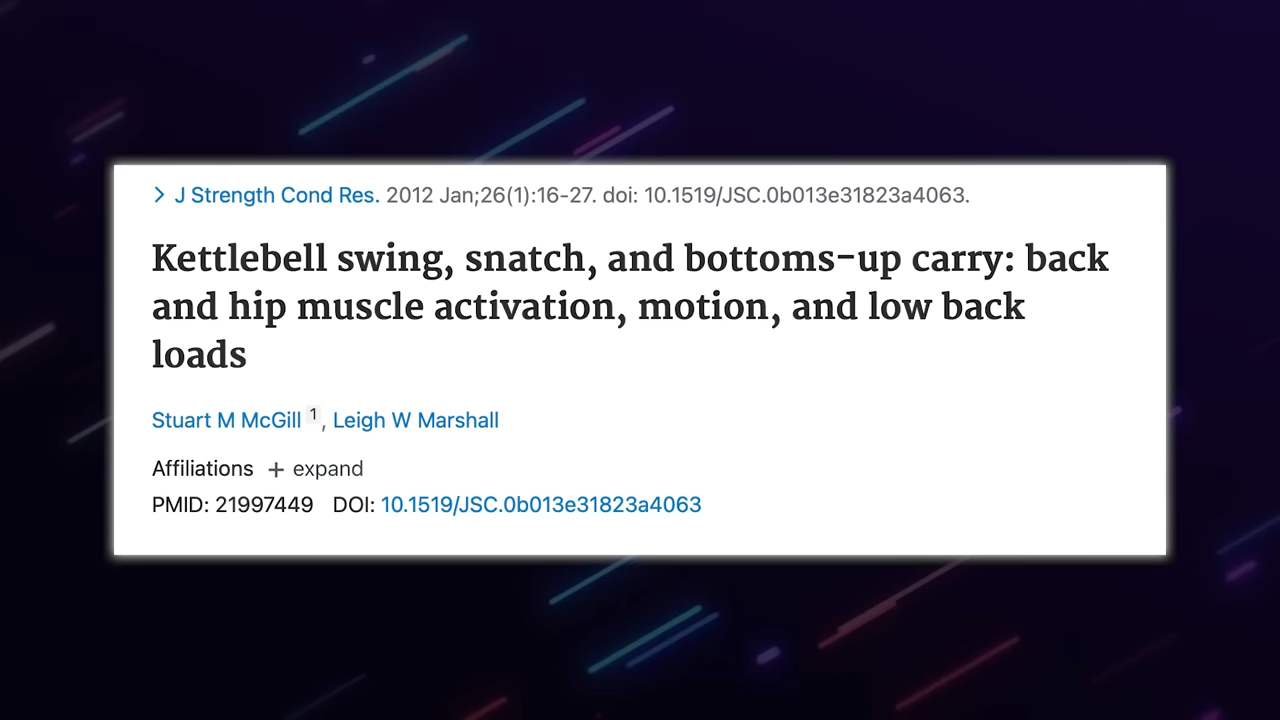 > J Strength Cond Res. 2012 Jan;26(1):16-27. doi: 10.1519/JSC.0b013e31823a4063.
Kettlebell swing, snatch, and bottoms-up carry: back
and hip muscle activation, motion, and low back
loads
Stuart M McGill 1, Leigh W Marshall
Affiliations + expand
PMID: 21997449 DOI: 10.1519/JSC.0b013e31823a4063